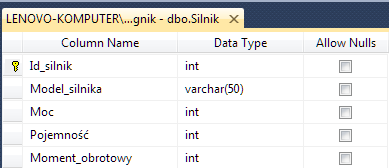 LENOVO-KOMPUTER\...gnik - dbo.Silnik
Column Name Data Type Allow Nulls
Id_silnik int
Model_silnika varchar(50)
Moc int
Pojemność int
Moment_obrotowy int